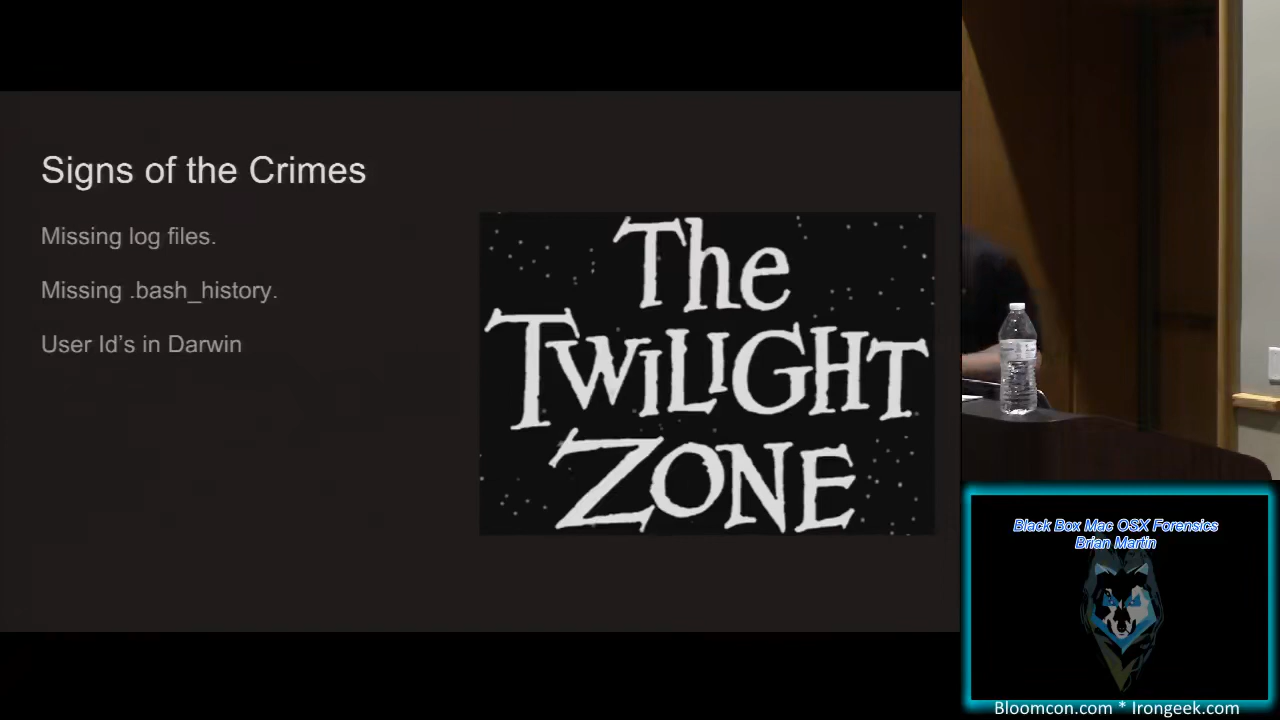 Signs of the Crimes
Missing log files.
Missing .bash_history.
User Id's in Darwin
The
TWILIGHT
ZONE
Black Box Mac OSX Forensics
Brian Martin
Bloomcon.com * Irongeek.com